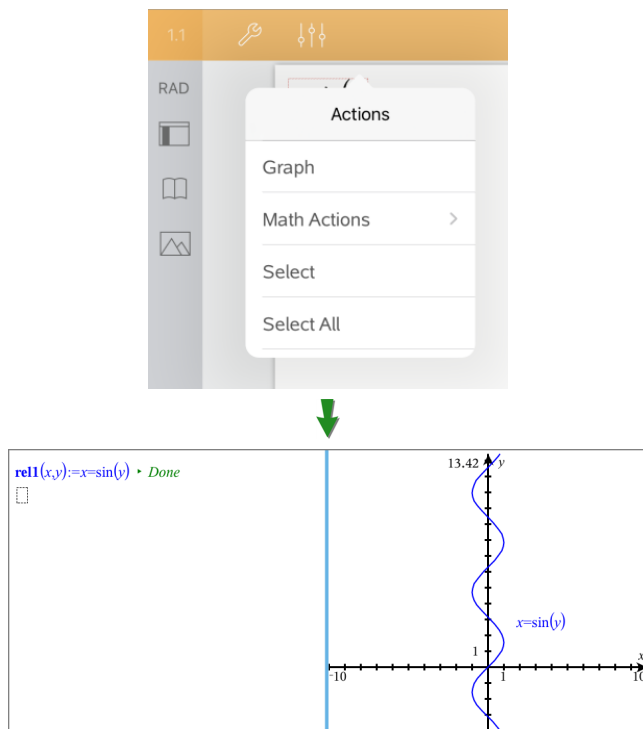 1.1
RAD
Actions
Graph
Math Actions
Select
Select All
rel1(x,y):=x=sin(y) ▸ Done
13.42 y
x=sin(y)
1
x
-10 1 10